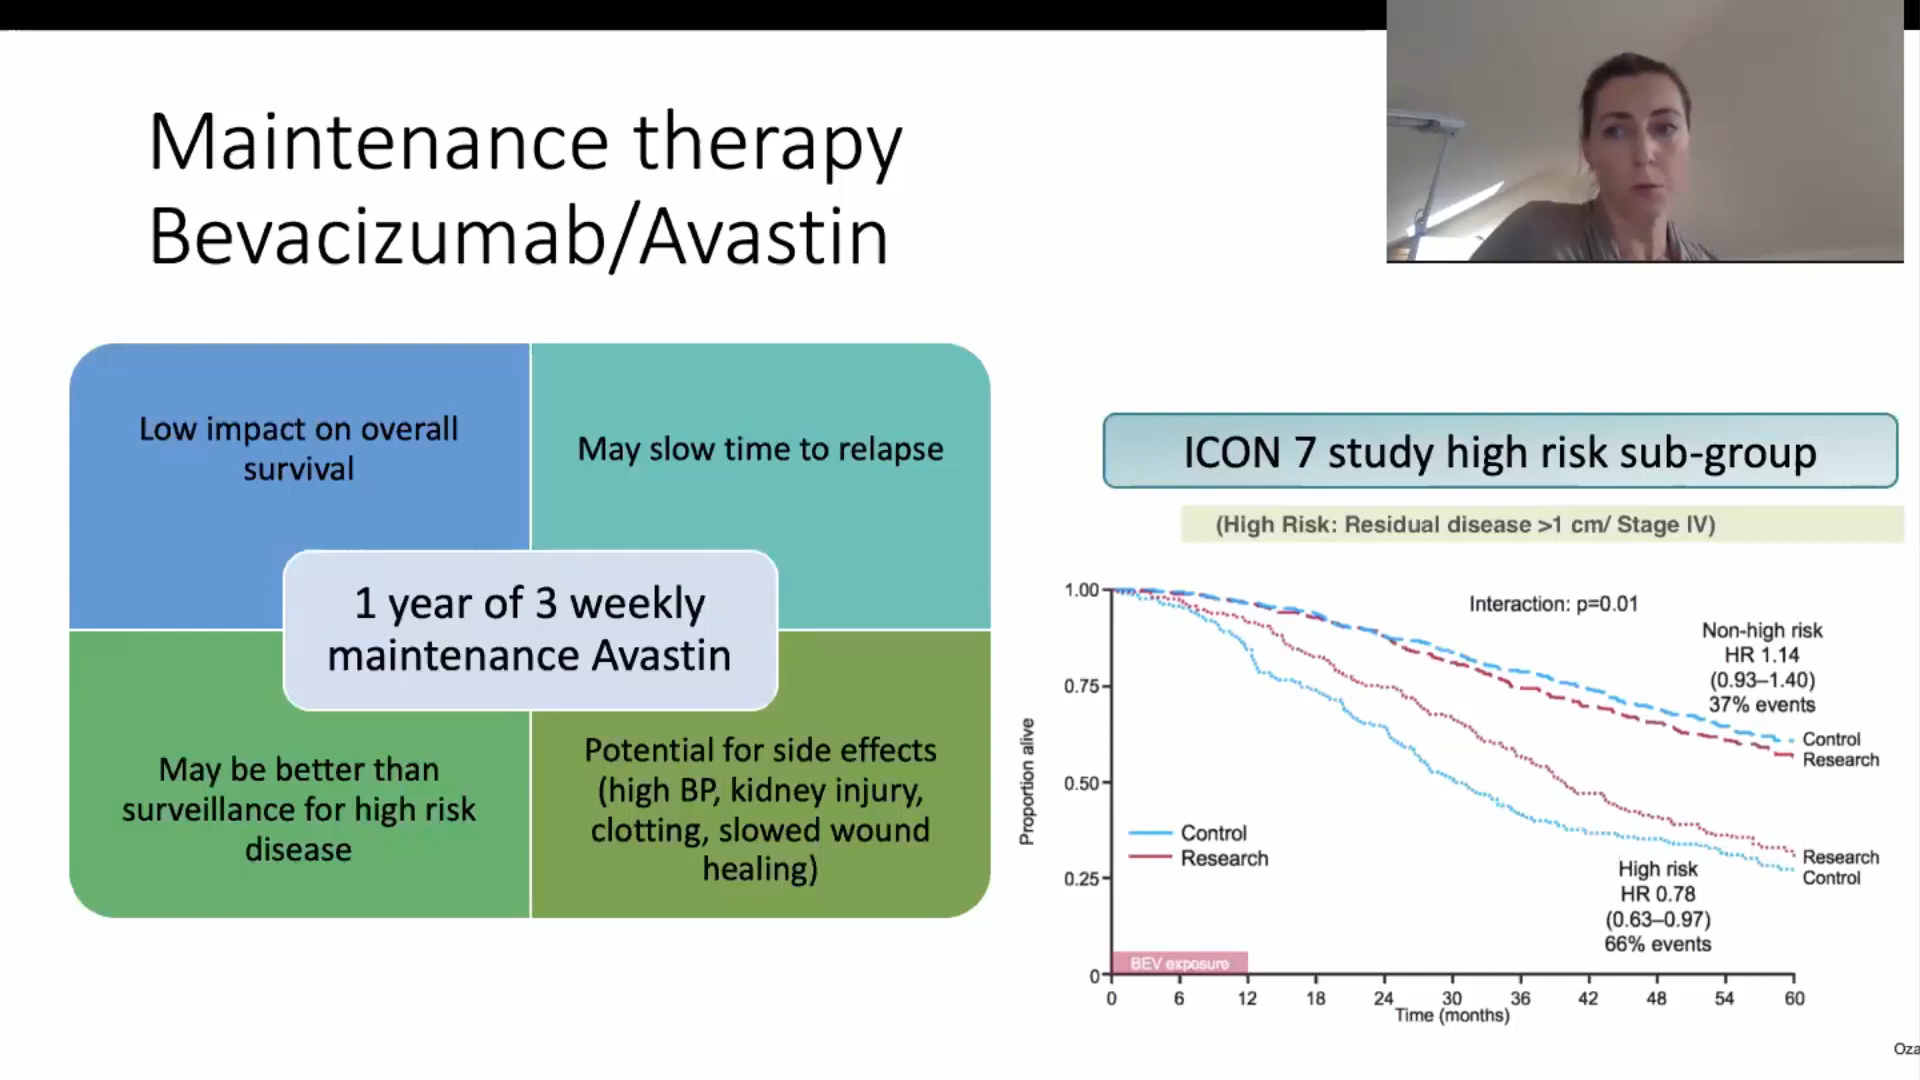 Maintenance therapy
Bevacizumab/Avastin
Low impact on overall
survival
May slow time to relapse
1 year of 3 weekly
maintenance Avastin
May be better than
surveillance for high risk
disease
Potential for side effects
(high BP, kidney injury,
clotting, slowed wound
healing)
ICON 7 study high risk sub-group
(High Risk: Residual disease >1 cm/ Stage IV)
1.00
0.75
0.50
0.25
0
Proportion alive
Interaction: p=0.01
Non-high risk
HR 1.14
(0.93–1.40)
37% events
Control
Research
Control
Research
Research
Control
High risk
HR 0.78
(0.63–0.97)
66% events
BEV exposure
0 6 12 18 24 30 36 42 48 54 60
Time (months)
Oza